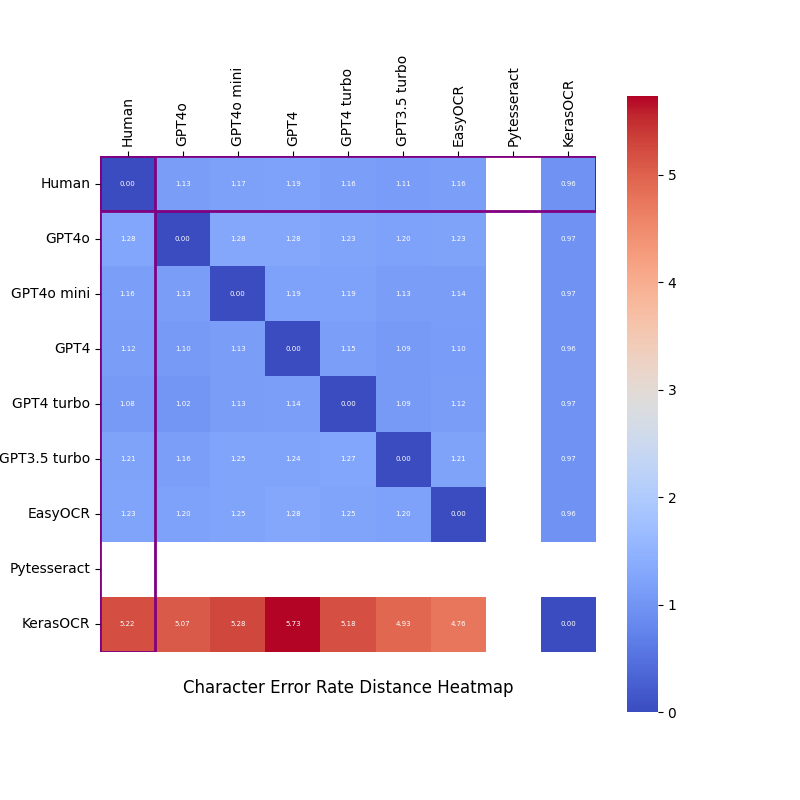 Human GPT4o GPT4o mini GPT4 GPT4 turbo GPT3.5 turbo EasyOCR Pytesseract KerasOCR
Human 0.00 1.13 1.17 1.19 1.16 1.11 1.16 0.96
GPT4o 1.28 0.00 1.28 1.28 1.23 1.20 1.23 0.97
GPT4o mini 1.16 1.13 0.00 1.19 1.19 1.13 1.14 0.97
GPT4 1.12 1.10 1.13 0.00 1.15 1.09 1.10 0.96
GPT4 turbo 1.08 1.02 1.13 1.14 0.00 1.09 1.12 0.97
GPT3.5 turbo 1.21 1.16 1.25 1.24 1.27 0.00 1.21 0.97
EasyOCR 1.23 1.20 1.25 1.28 1.25 1.20 0.00 0.96
Pytesseract
KerasOCR 5.22 5.07 5.28 5.73 5.18 4.93 4.76 0.00
Character Error Rate Distance Heatmap
5
4
3
2
1
0